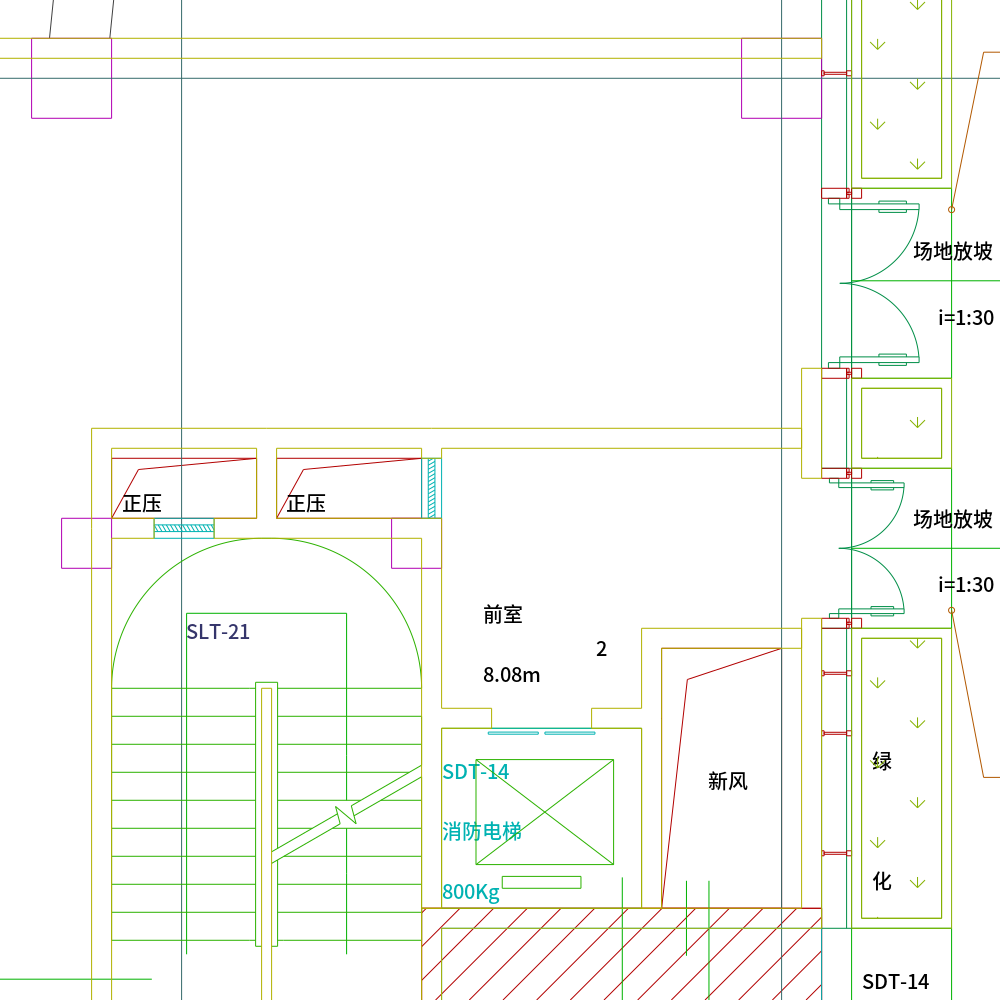 场地放坡
i=1:30
正压
正压
场地放坡
i=1:30
前室
SLT-21
2
8.08m
SDT-14
绿
新风
消防电梯
化
800Kg
SDT-14